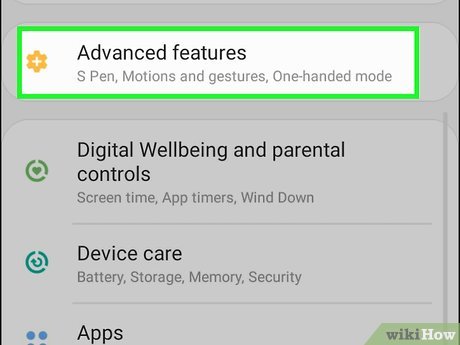 Advanced features
S Pen, Motions and gestures, One-handed mode
Digital Wellbeing and parental
controls
Screen time, App timers, Wind Down
Device care
Battery, Storage, Memory, Security
Apps
wikiHow